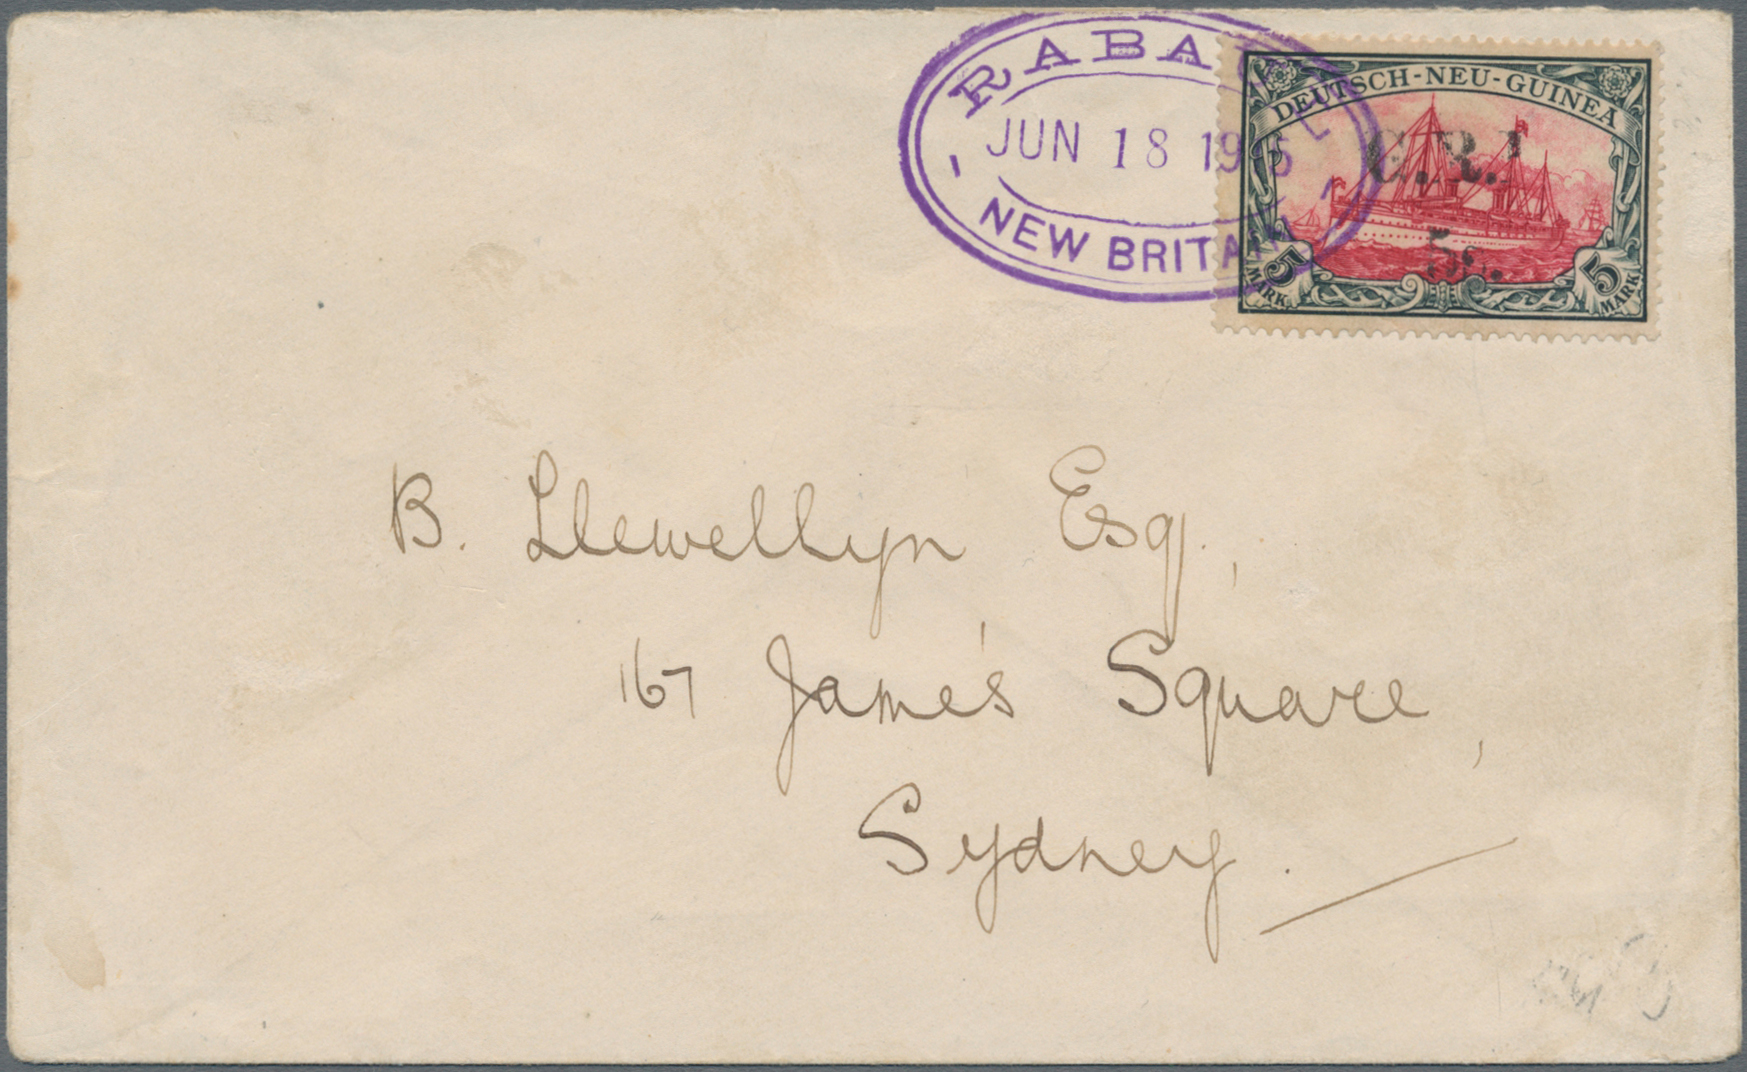 RABAUL
JUN 18 1915
NEW BRITAIN
DEUTSCH-NEU-GUINEA
G.R.I.
5s.
5 MARK
5 MARK
B. Llewellyn Esq.,
167 Jame's Square,
Sydney.